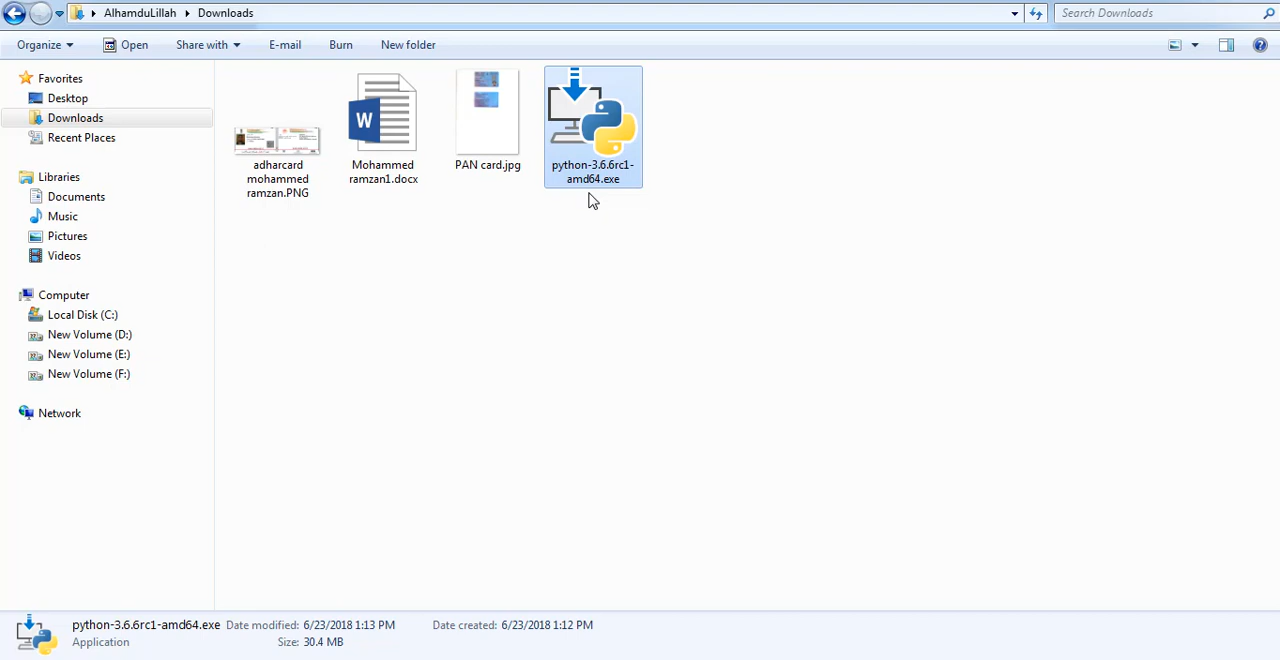 AlhamduLillah Downloads
Search Downloads
Organize Open Share with E-mail Burn New folder
Favorites
Desktop
Downloads
Recent Places
Libraries
Documents
Music
Pictures
Videos
Computer
Local Disk (C:)
New Volume (D:)
New Volume (E:)
New Volume (F:)
Network
adharcard
mohammed
ramzan.PNG
W
Mohammed
ramzan1.docx
PAN card.jpg
python-3.6.6rc1-
amd64.exe
python-3.6.6rc1-amd64.exe Date modified: 6/23/2018 1:13 PM Date created: 6/23/2018 1:12 PM
Application Size: 30.4 MB